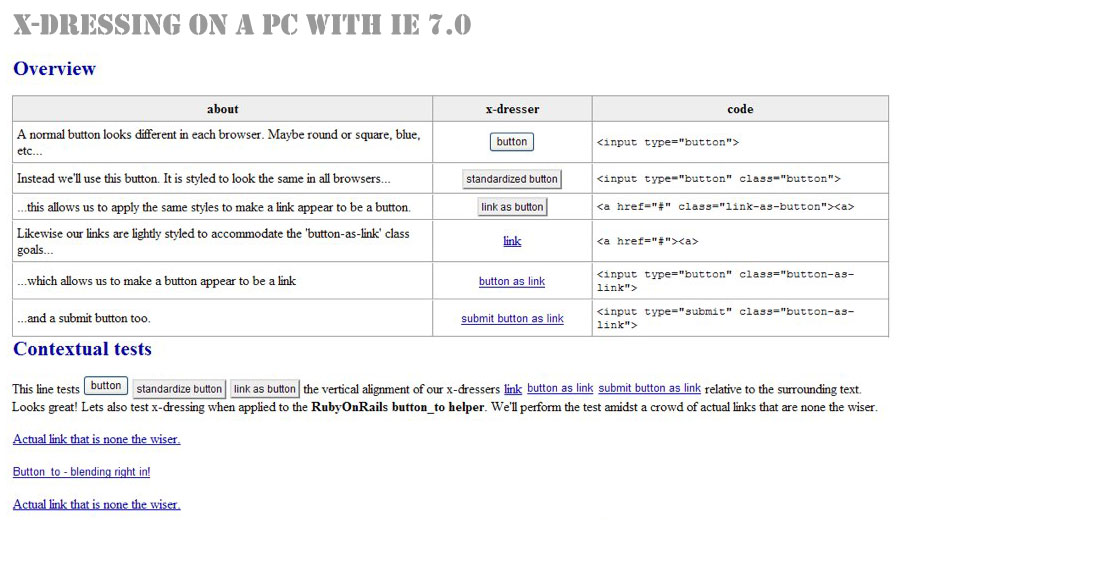 X-DRESSING ON A PC WITH IE 7.0
Overview
about x-dresser code
A normal button looks different in each browser. Maybe round or square, blue,
etc...
button
<input type="button">
Instead we'll use this button. It is styled to look the same in all browsers...
standardized button
<input type="button" class="button">
...this allows us to apply the same styles to make a link appear to be a button.
link as button
<a href="#" class="link-as-button"><a>
Likewise our links are lightly styled to accommodate the 'button-as-link' class
goals...
link
<a href="#"><a>
...which allows us to make a button appear to be a link
button as link
<input type="button" class="button-as-
link">
...and a submit button too.
submit button as link
<input type="submit" class="button-as-
link">
Contextual tests
This line tests button standardize button link as button the vertical alignment of our x-dressers link button as link submit button as link relative to the surrounding text.
Looks great! Lets also test x-dressing when applied to the RubyOnRails button_to helper. We'll perform the test amidst a crowd of actual links that are none the wiser.
Actual link that is none the wiser.
Button to - blending right in!
Actual link that is none the wiser.